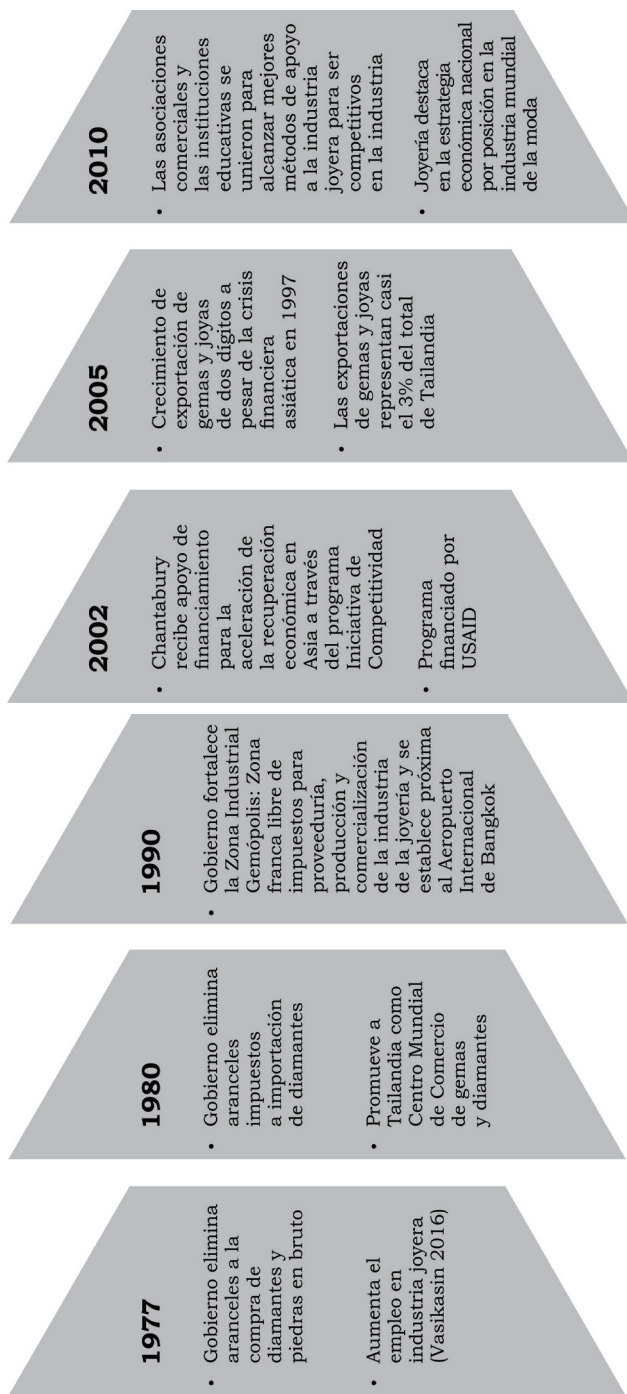 1977
• Gobierno elimina
aranceles a la
compra de
diamantes y
piedras en bruto
• Aumenta el
empleo en
industria joyera
(Vasikasin 2016)
1980
• Gobierno elimina
aranceles
impuestos
a importación
de diamantes
• Promueve a
Tailandia como
Centro Mundial
de Comercio
de gemas
y diamantes
1990
• Gobierno fortalece
la Zona Industrial
Gemópolis: Zona
franca libre de
impuestos para
proveeduría,
producción y
comercialización
de la industria
de la joyería y se
establece próxima
al Aeropuerto
Internacional
de Bangkok
2002
• Chantabury
recibe apoyo de
financiamiento
para la
aceleración de
la recuperación
económica en
Asia a través
del programa
Iniciativa de
Competitividad
• Programa
financiado por
USAID
2005
• Crecimiento de
exportación de
gemas y joyas
de dos dígitos a
pesar de la crisis
financiera
asiática en 1997
• Las exportaciones
de gemas y joyas
representan casi
el 3% del total
de Tailandia
2010
• Las asociaciones
comerciales y
las instituciones
educativas se
unieron para
alcanzar mejores
métodos de apoyo
a la industria
joyera para ser
competitivos
en la industria
• Joyería destaca
en la estrategia
económica nacional
por posición en la
industria mundial
de la moda